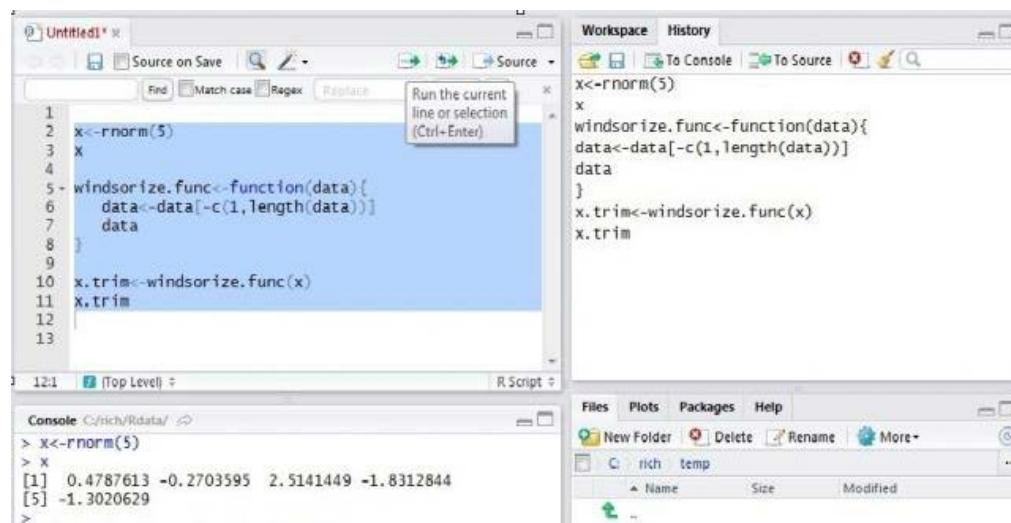 Untitled1* ×
Source on Save
Source
Find Match case Regex Replace
Run the current
line or selection
(Ctrl+Enter)
1
2 x<-rnorm(5)
3 x
4
5 windsorize.func<-function(data){
6 data<-data[-c(1,length(data))]
7 data
8 }
9
10 x.trim<-windsorize.func(x)
11 x.trim
12
13
12:1 (Top Level) R Script
Console C:/rich/Rdata/
> x<-rnorm(5)
> x
[1] 0.4787613 -0.2703595 2.5141449 -1.8312844
[5] -1.3020629
>
Workspace History
To Console To Source
x<-rnorm(5)
x
windsorize.func<-function(data){
data<-data[-c(1,length(data))]
data
}
x.trim<-windsorize.func(x)
x.trim
Files Plots Packages Help
New Folder Delete Rename More
C: rich temp
Name Size Modified
..